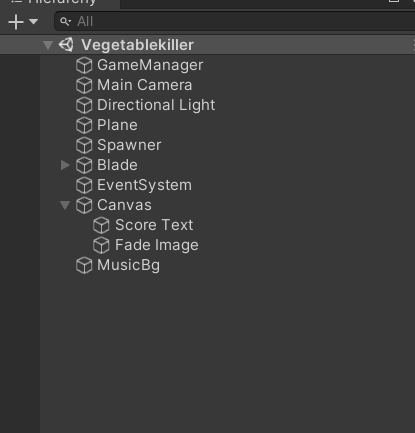 Hierarchy
All
Vegetablekiller
GameManager
Main Camera
Directional Light
Plane
Spawner
Blade
EventSystem
Canvas
Score Text
Fade Image
MusicBg